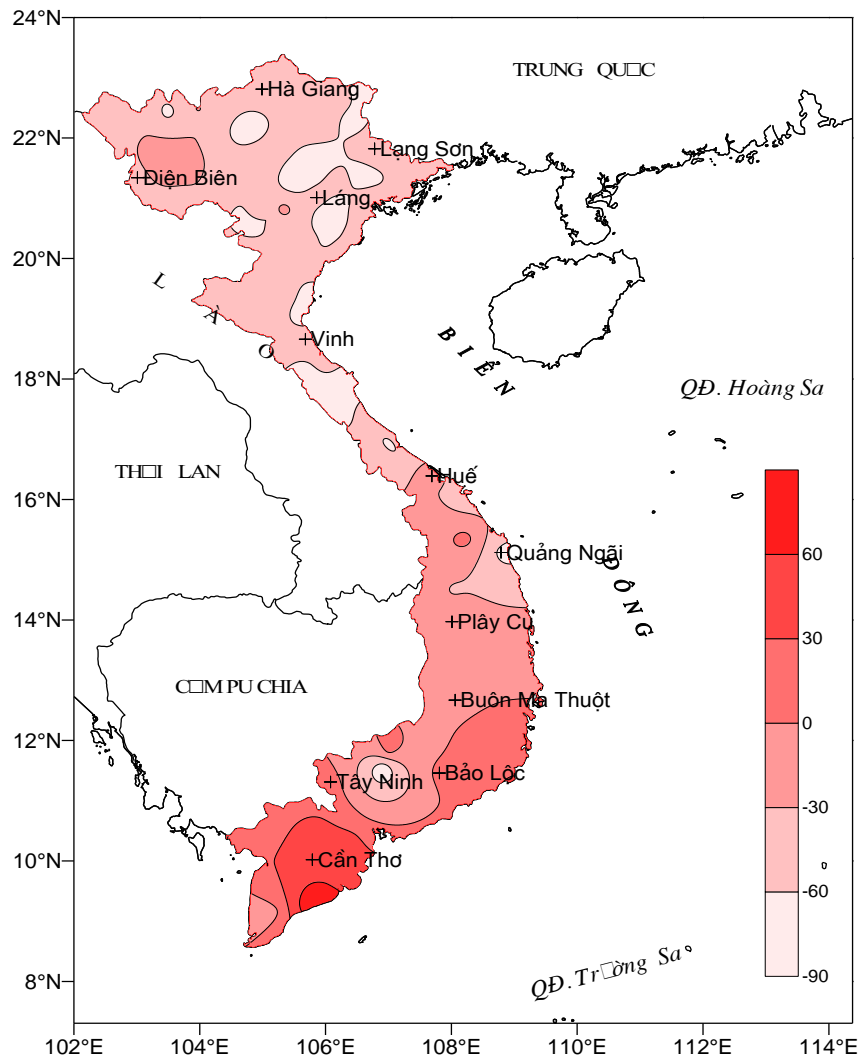 24°N
22°N
20°N
18°N
16°N
14°N
12°N
10°N
8°N
TRUNG QU□C
+Hà Giang
+Lạng Sơn
+Điện Biên
+Láng
LÀO
+Vinh
BIỂN
QĐ. Hoàng Sa
TH□I LAN
+Huế
+Quảng Ngãi
ĐÔNG
+Plây Cu
C□M PU CHIA
+Buôn Ma Thuột
+Bảo Lộc
+Tây Ninh
+Cần Thơ
QĐ. Tr□ờng Sa
60
30
0
-30
-60
-90
102°E 104°E 106°E 108°E 110°E 112°E 114°E